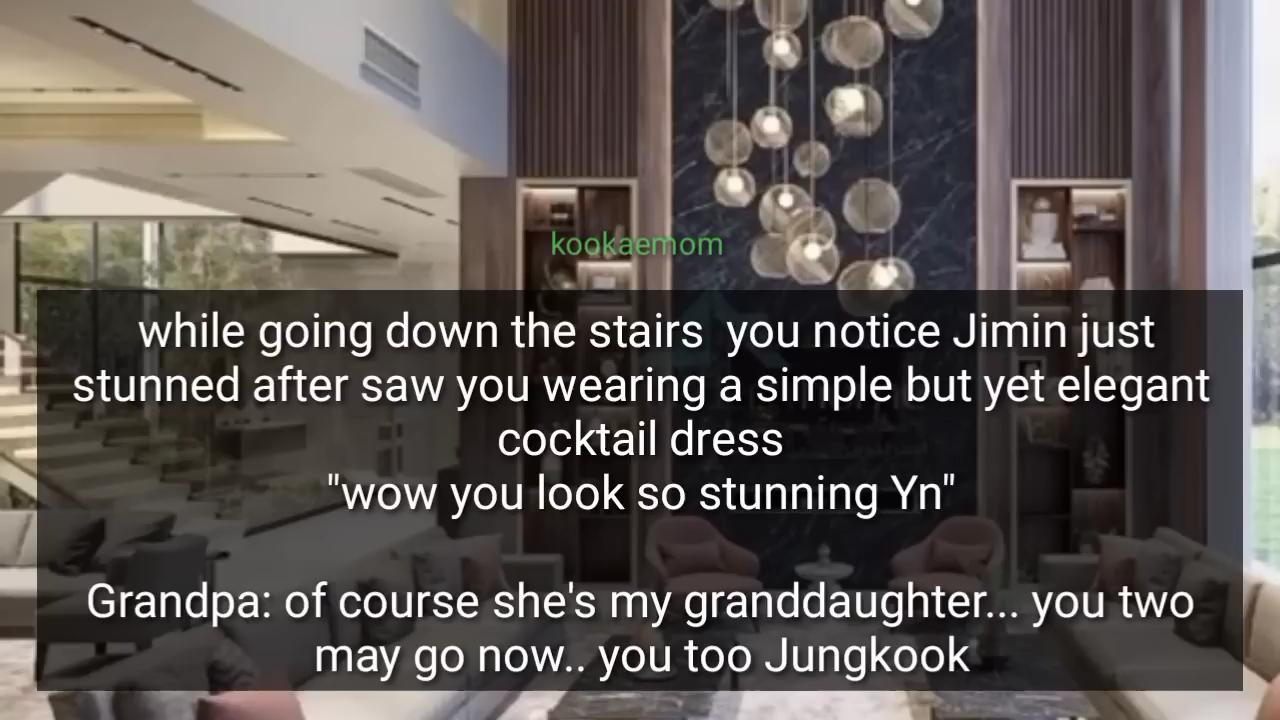 kookaemom
while going down the stairs  you notice Jimin just
stunned after saw you wearing a simple but yet elegant
cocktail dress
"wow you look so stunning Yn"
Grandpa: of course she's my granddaughter... you two
may go now.. you too Jungkook